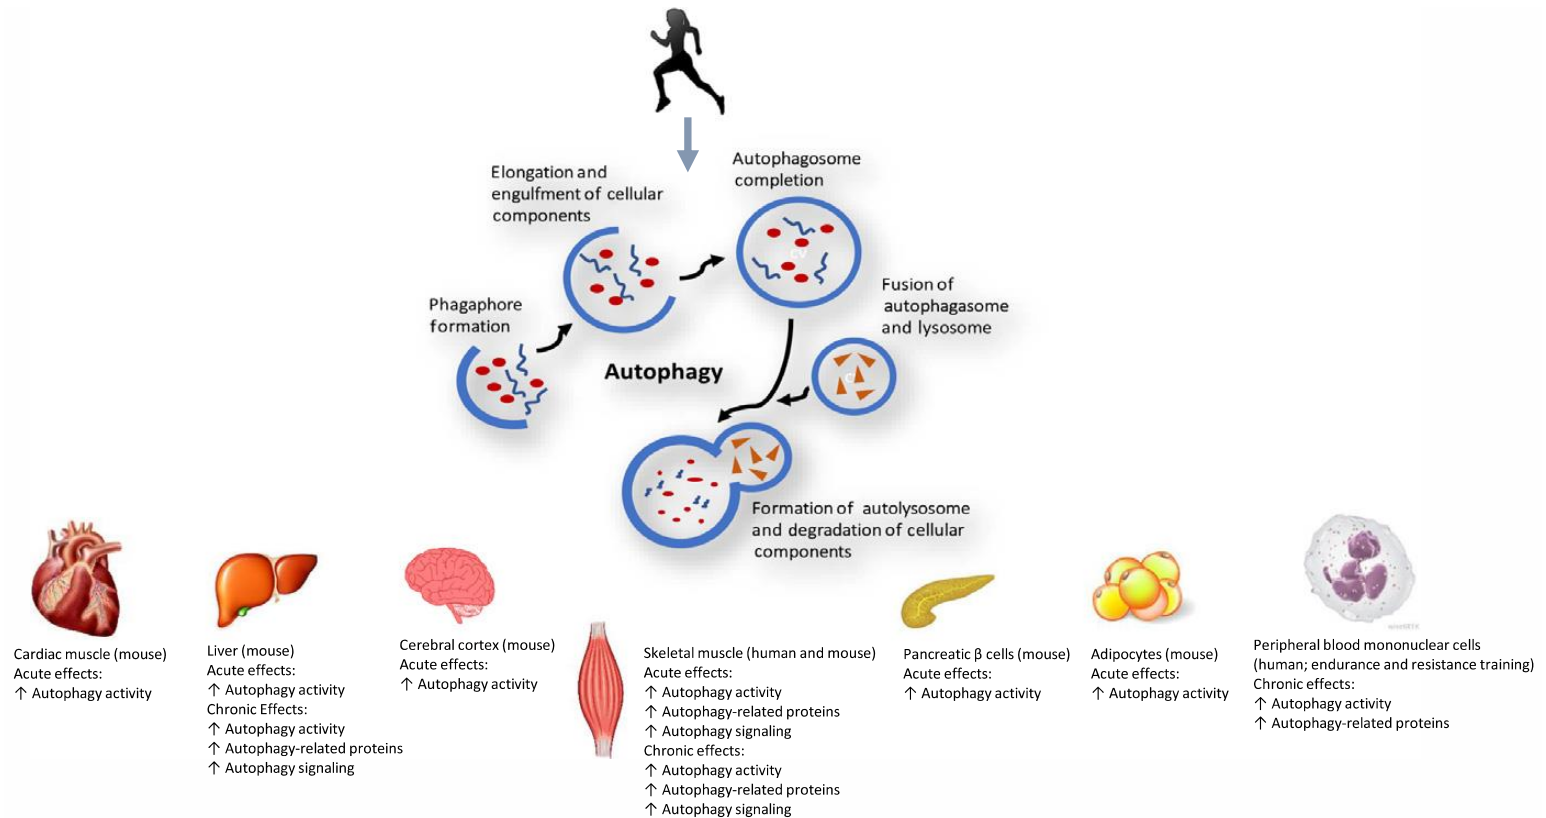 Elongation and
engulfment of cellular
components
Autophagosome
completion
Phagaphore
formation
Fusion of
autophagasome
and lysosome
Autophagy
Formation of autolysosome
and degradation of cellular
components
Cardiac muscle (mouse)
Acute effects:
↑ Autophagy activity
Liver (mouse)
Acute effects:
↑ Autophagy activity
Chronic Effects:
↑ Autophagy activity
↑ Autophagy-related proteins
↑ Autophagy signaling
Cerebral cortex (mouse)
Acute effects:
↑ Autophagy activity
Skeletal muscle (human and mouse)
Acute effects:
↑ Autophagy activity
↑ Autophagy-related proteins
↑ Autophagy signaling
Chronic effects:
↑ Autophagy activity
↑ Autophagy-related proteins
↑ Autophagy signaling
Pancreatic β cells (mouse)
Acute effects:
↑ Autophagy activity
Adipocytes (mouse)
Acute effects:
↑ Autophagy activity
Peripheral blood mononuclear cells
(human; endurance and resistance training)
Chronic effects:
↑ Autophagy activity
↑ Autophagy-related proteins